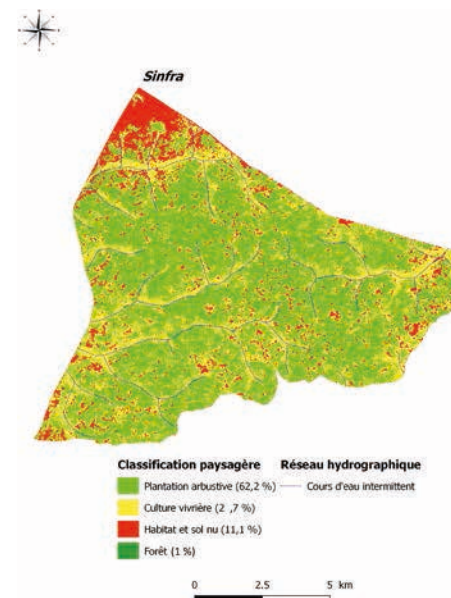 Sinfra
Classification paysagère
Plantation arbustive (62,2 %)
Culture vivrière (2 ,7 %)
Habitat et sol nu (11,1 %)
Forêt (1 %)
Réseau hydrographique
Cours d'eau intermittent
0 2.5 5 km